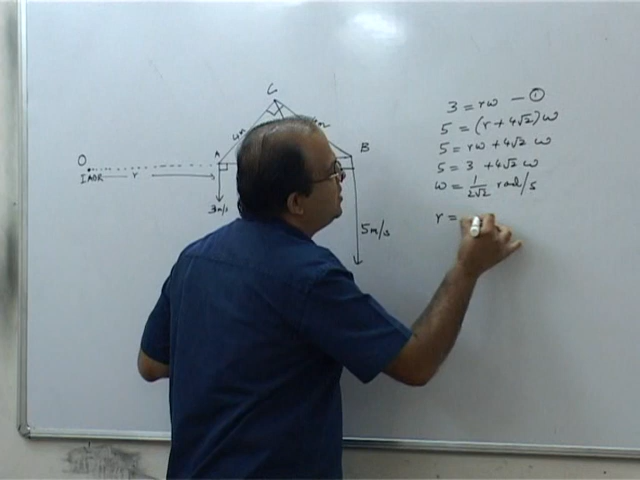 C
4m
A
B
O
IAOR
r
3m/s
5m/s
3 = rω — ①
5 = (r + 4√2) ω
5 = rω + 4√2 ω
5 = 3 + 4√2 ω
ω = 1/2√2 rad/s
r =